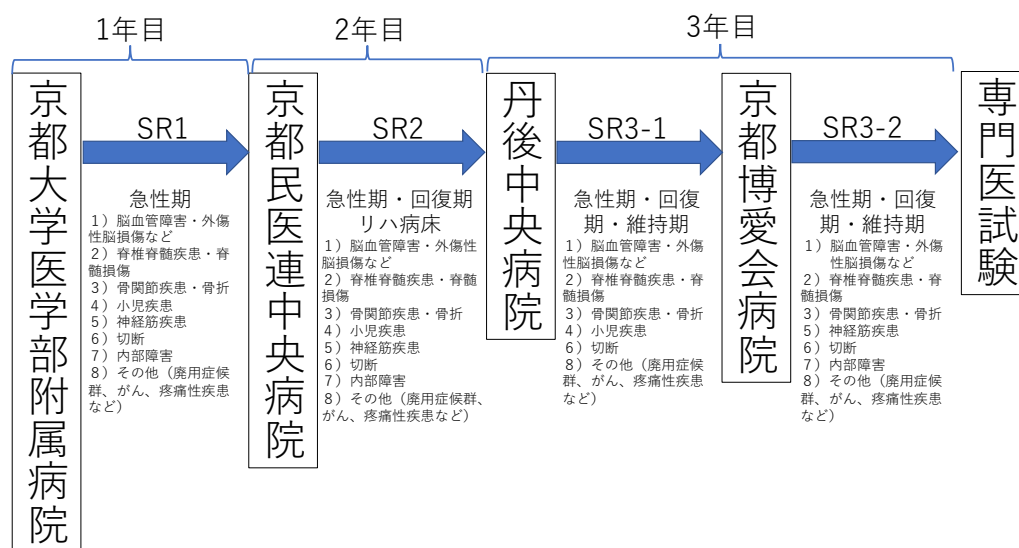 1年目
2年目
3年目
京都大学医学部附属病院
SR1
急性期
1）脳血管障害・外傷
性脳損傷など
2）脊椎脊髄疾患・脊
髄損傷
3）骨関節疾患・骨折
4）小児疾患
5）神経筋疾患
6）切断
7）内部障害
8）その他（廃用症候
群、がん、疼痛性疾患
など）
京都民医連中央病院
SR2
急性期・回復期
リハ病床
1）脳血管障害・外傷性
脳損傷など
2）脊椎脊髄疾患・脊髄
損傷
3）骨関節疾患・骨折
4）小児疾患
5）神経筋疾患
6）切断
7）内部障害
8）その他（廃用症候群、
がん、疼痛性疾患など）
丹後中央病院
SR3-1
急性期・回復
期・維持期
1）脳血管障害・外傷
性脳損傷など
2）脊椎脊髄疾患・脊
髄損傷
3）骨関節疾患・骨折
4）小児疾患
5）神経筋疾患
6）切断
8）その他（廃用症候
群、がん、疼痛性疾患
など）
京都博愛会病院
SR3-2
急性期・回復
期・維持期
1）脳血管障害・外傷
性脳損傷など
2）脊椎脊髄疾患・脊
髄損傷
3）骨関節疾患・骨折
5）神経筋疾患
6）切断
7）内部障害
8）その他（廃用症候
群、がん、疼痛性疾患
など）
専門医試験